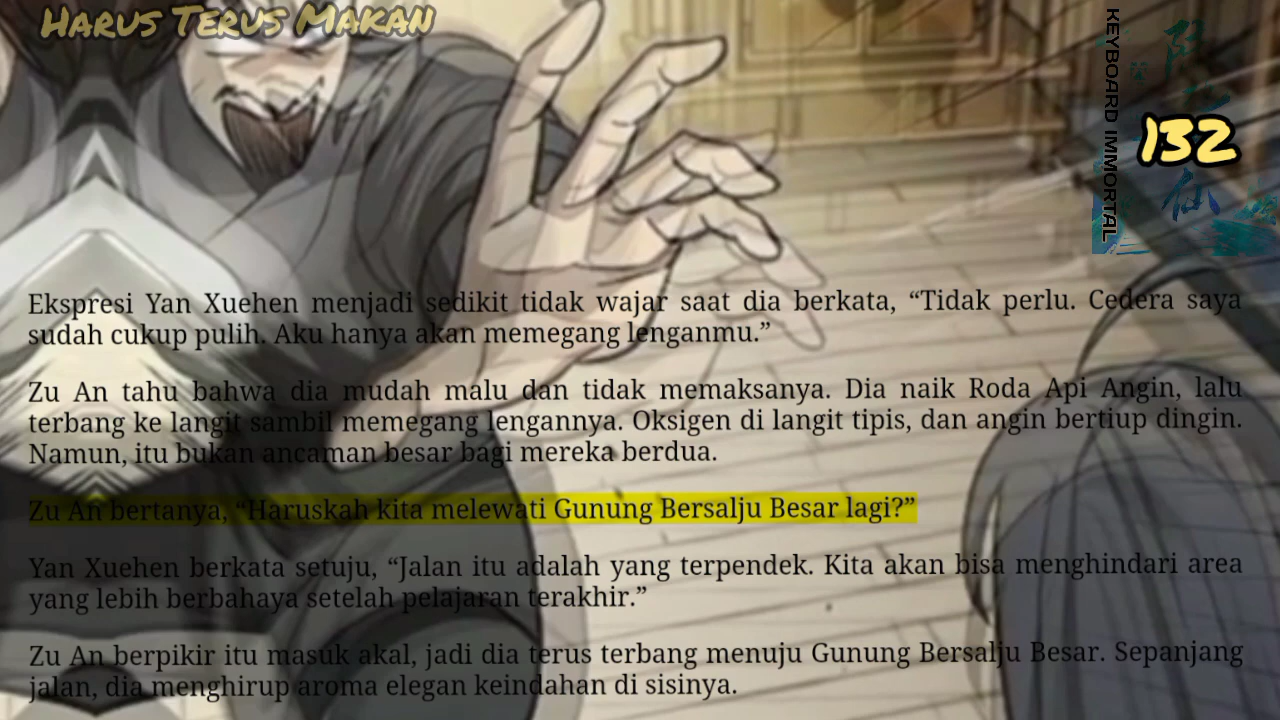 Harus Terus Makan
KEYBOARD IMMORTAL
132
仙
Ekspresi Yan Xuehen menjadi sedikit tidak wajar saat dia berkata, “Tidak perlu. Cedera saya
sudah cukup pulih. Aku hanya akan memegang lenganmu.”
Zu An tahu bahwa dia mudah malu dan tidak memaksanya. Dia naik Roda Api Angin, lalu
terbang ke langit sambil memegang lengannya. Oksigen di langit tipis, dan angin bertiup dingin.
Namun, itu bukan ancaman besar bagi mereka berdua.
Zu An bertanya, “Haruskah kita melewati Gunung Bersalju Besar lagi?”
Yan Xuehen berkata setuju, “Jalan itu adalah yang terpendek. Kita akan bisa menghindari area
yang lebih berbahaya setelah pelajaran terakhir.”
Zu An berpikir itu masuk akal, jadi dia terus terbang menuju Gunung Bersalju Besar. Sepanjang
jalan, dia menghirup aroma elegan keindahan di sisinya.